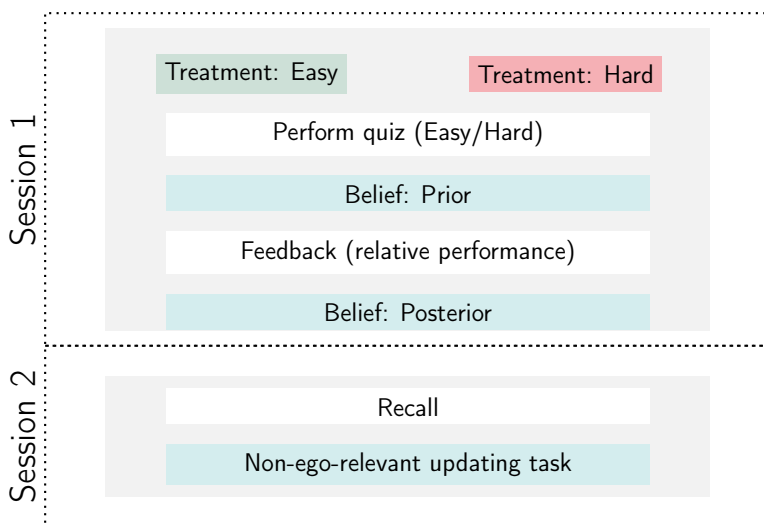 Session 1
Treatment: Easy
Treatment: Hard
Perform quiz (Easy/Hard)
Belief: Prior
Feedback (relative performance)
Belief: Posterior
Session 2
Recall
Non-ego-relevant updating task